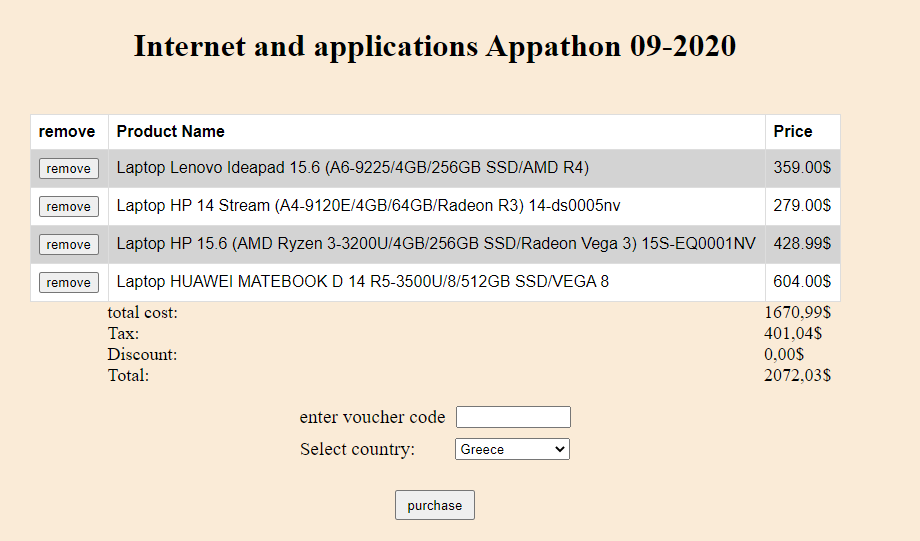 Internet and applications Appathon 09-2020
remove Product Name Price
remove Laptop Lenovo Ideapad 15.6 (A6-9225/4GB/256GB SSD/AMD R4) 359.00$
remove Laptop HP 14 Stream (A4-9120E/4GB/64GB/Radeon R3) 14-ds0005nv 279.00$
remove Laptop HP 15.6 (AMD Ryzen 3-3200U/4GB/256GB SSD/Radeon Vega 3) 15S-EQ0001NV 428.99$
remove Laptop HUAWEI MATEBOOK D 14 R5-3500U/8/512GB SSD/VEGA 8 604.00$
total cost: 1670,99$
Tax: 401,04$
Discount: 0,00$
Total: 2072,03$
enter voucher code
Select country: Greece
purchase